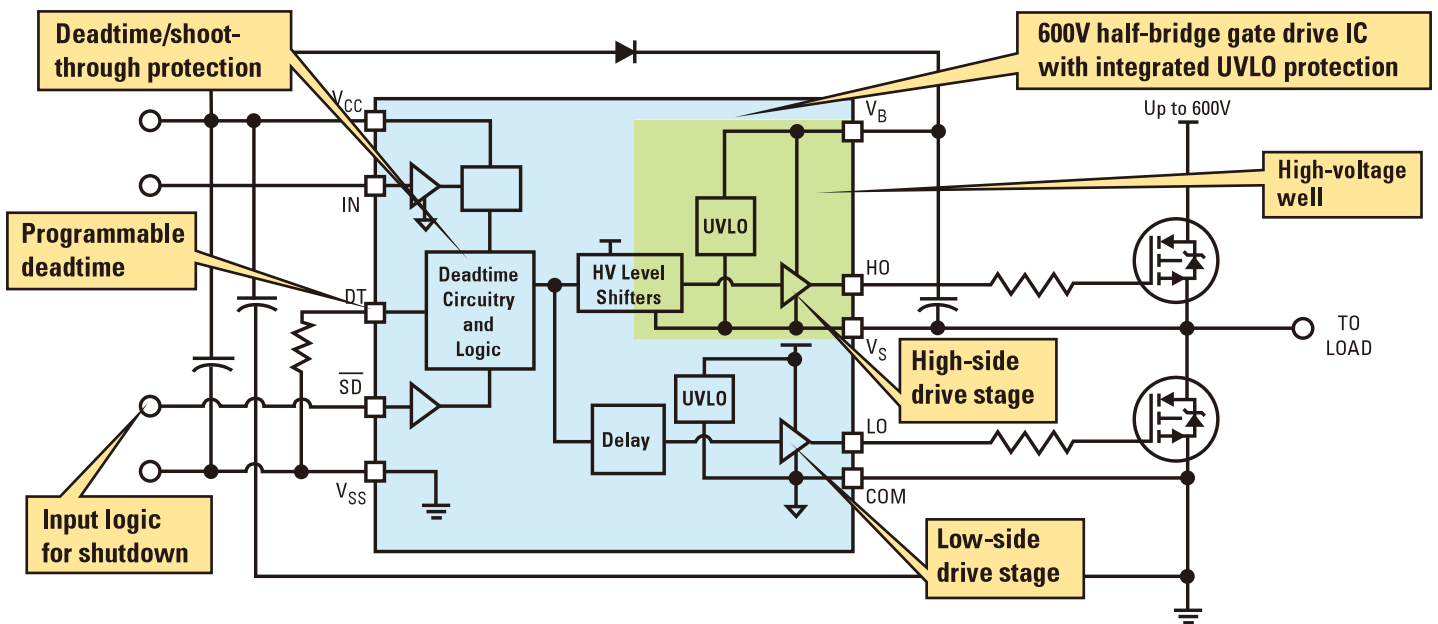 Deadtime/shoot-
through protection
600V half-bridge gate drive IC
with integrated UVLO protection
Up to 600V
VCC
VB
High-voltage
well
IN
UVLO
Programmable
deadtime
DT
Deadtime
Circuitry
and
Logic
HV Level
Shifters
HO
VS
TO
LOAD
High-side
drive stage
SD
UVLO
Delay
LO
VSS
COM
Input logic
for shutdown
Low-side
drive stage